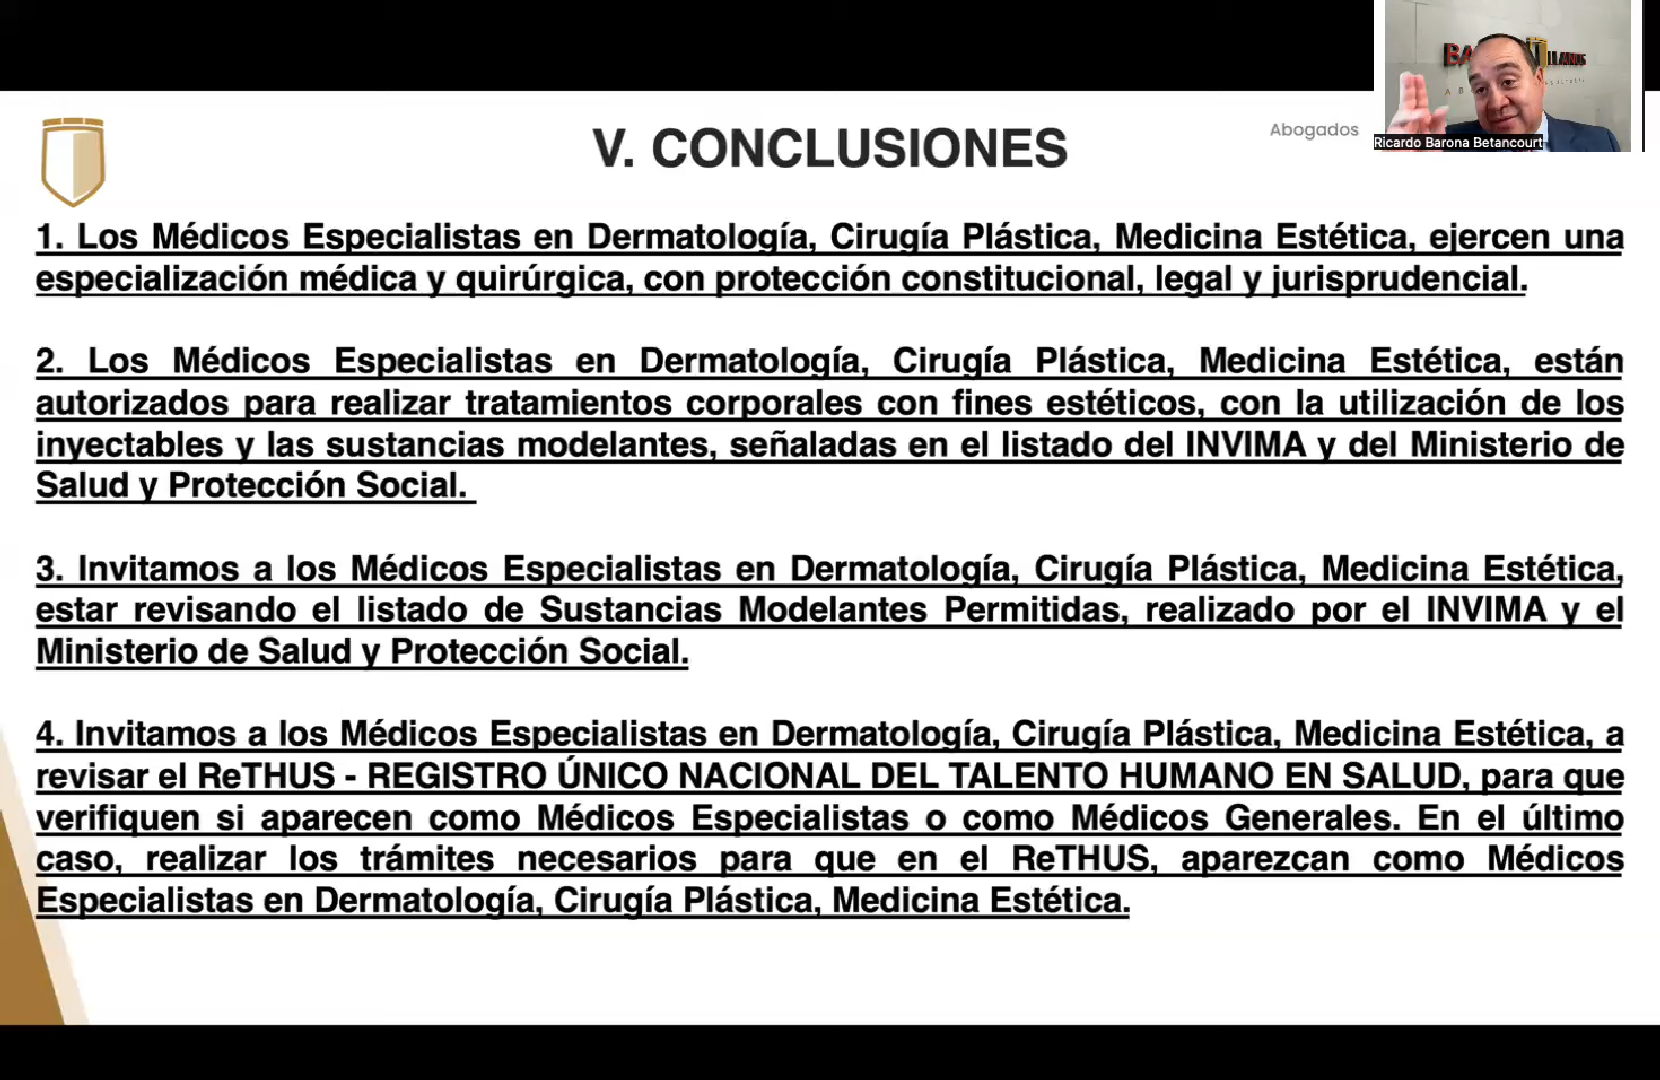 V. CONCLUSIONES
Abogados
Ricardo Barona Betancourt
1. Los Médicos Especialistas en Dermatología, Cirugía Plástica, Medicina Estética, ejercen una
especialización médica y quirúrgica, con protección constitucional, legal y jurisprudencial.
2. Los Médicos Especialistas en Dermatología, Cirugía Plástica, Medicina Estética, están
autorizados para realizar tratamientos corporales con fines estéticos, con la utilización de los
inyectables y las sustancias modelantes, señaladas en el listado del INVIMA y del Ministerio de
Salud y Protección Social.
3. Invitamos a los Médicos Especialistas en Dermatología, Cirugía Plástica, Medicina Estética,
estar revisando el listado de Sustancias Modelantes Permitidas, realizado por el INVIMA y el
Ministerio de Salud y Protección Social.
4. Invitamos a los Médicos Especialistas en Dermatología, Cirugía Plástica, Medicina Estética, a
revisar el ReTHUS - REGISTRO ÚNICO NACIONAL DEL TALENTO HUMANO EN SALUD, para que
verifiquen si aparecen como Médicos Especialistas o como Médicos Generales. En el último
caso, realizar los trámites necesarios para que en el ReTHUS, aparezcan como Médicos
Especialistas en Dermatología, Cirugía Plástica, Medicina Estética.